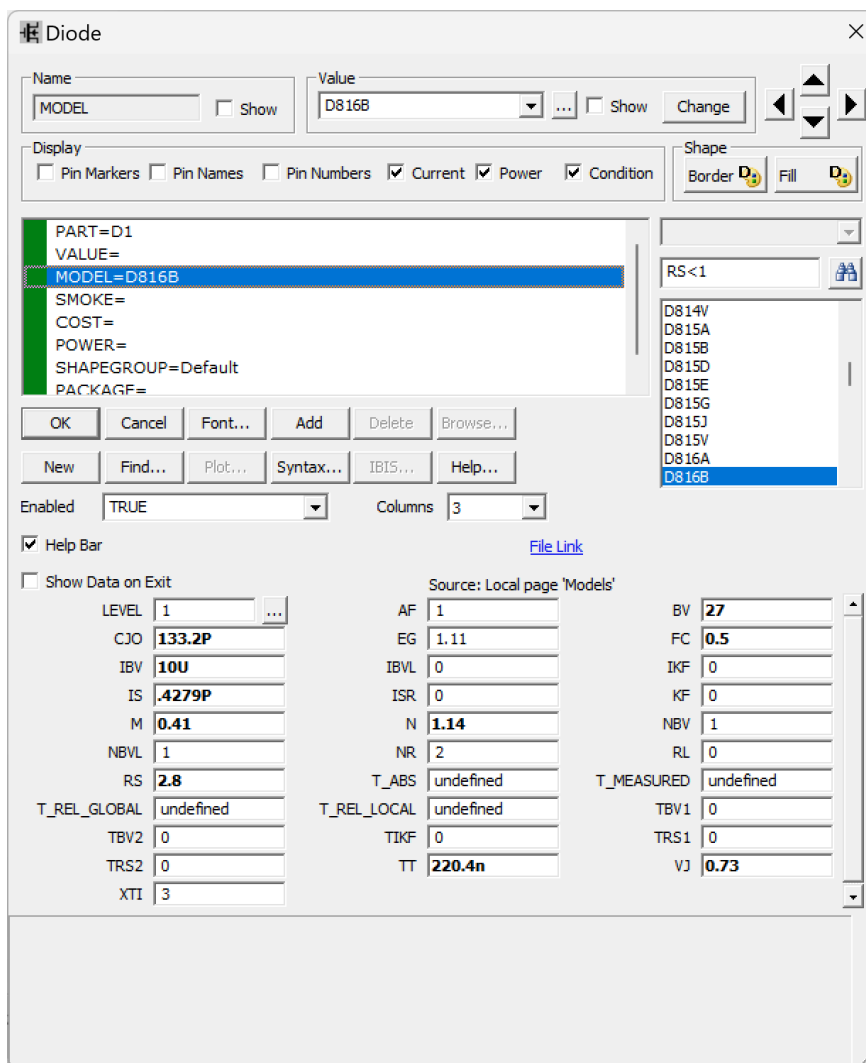 Diode
Name
MODEL
Show
Value
D816B
...
Show
Change
Display
Pin Markers Pin Names Pin Numbers Current Power Condition
Shape
Border Fill
PART=D1
VALUE=
MODEL=D816B
SMOKE=
COST=
POWER=
SHAPEGROUP=Default
PACKAGE=
RS<1
D814V
D815A
D815B
D815D
D815E
D815G
D815J
D815V
D816A
D816B
OK Cancel Font... Add Delete Browse...
New Find... Plot... Syntax... IBIS... Help...
Enabled TRUE Columns 3
Help Bar File Link
Show Data on Exit Source: Local page 'Models'
LEVEL 1 ... AF 1 BV 27
CJO 133.2P EG 1.11 FC 0.5
IBV 10U IBVL 0 IKF 0
IS .4279P ISR 0 KF 0
M 0.41 N 1.14 NBV 1
NBVL 1 NR 2 RL 0
RS 2.8 T_ABS undefined T_MEASURED undefined
T_REL_GLOBAL undefined T_REL_LOCAL undefined TBV1 0
TBV2 0 TIKF 0 TRS1 0
TRS2 0 TT 220.4n VJ 0.73
XTI 3